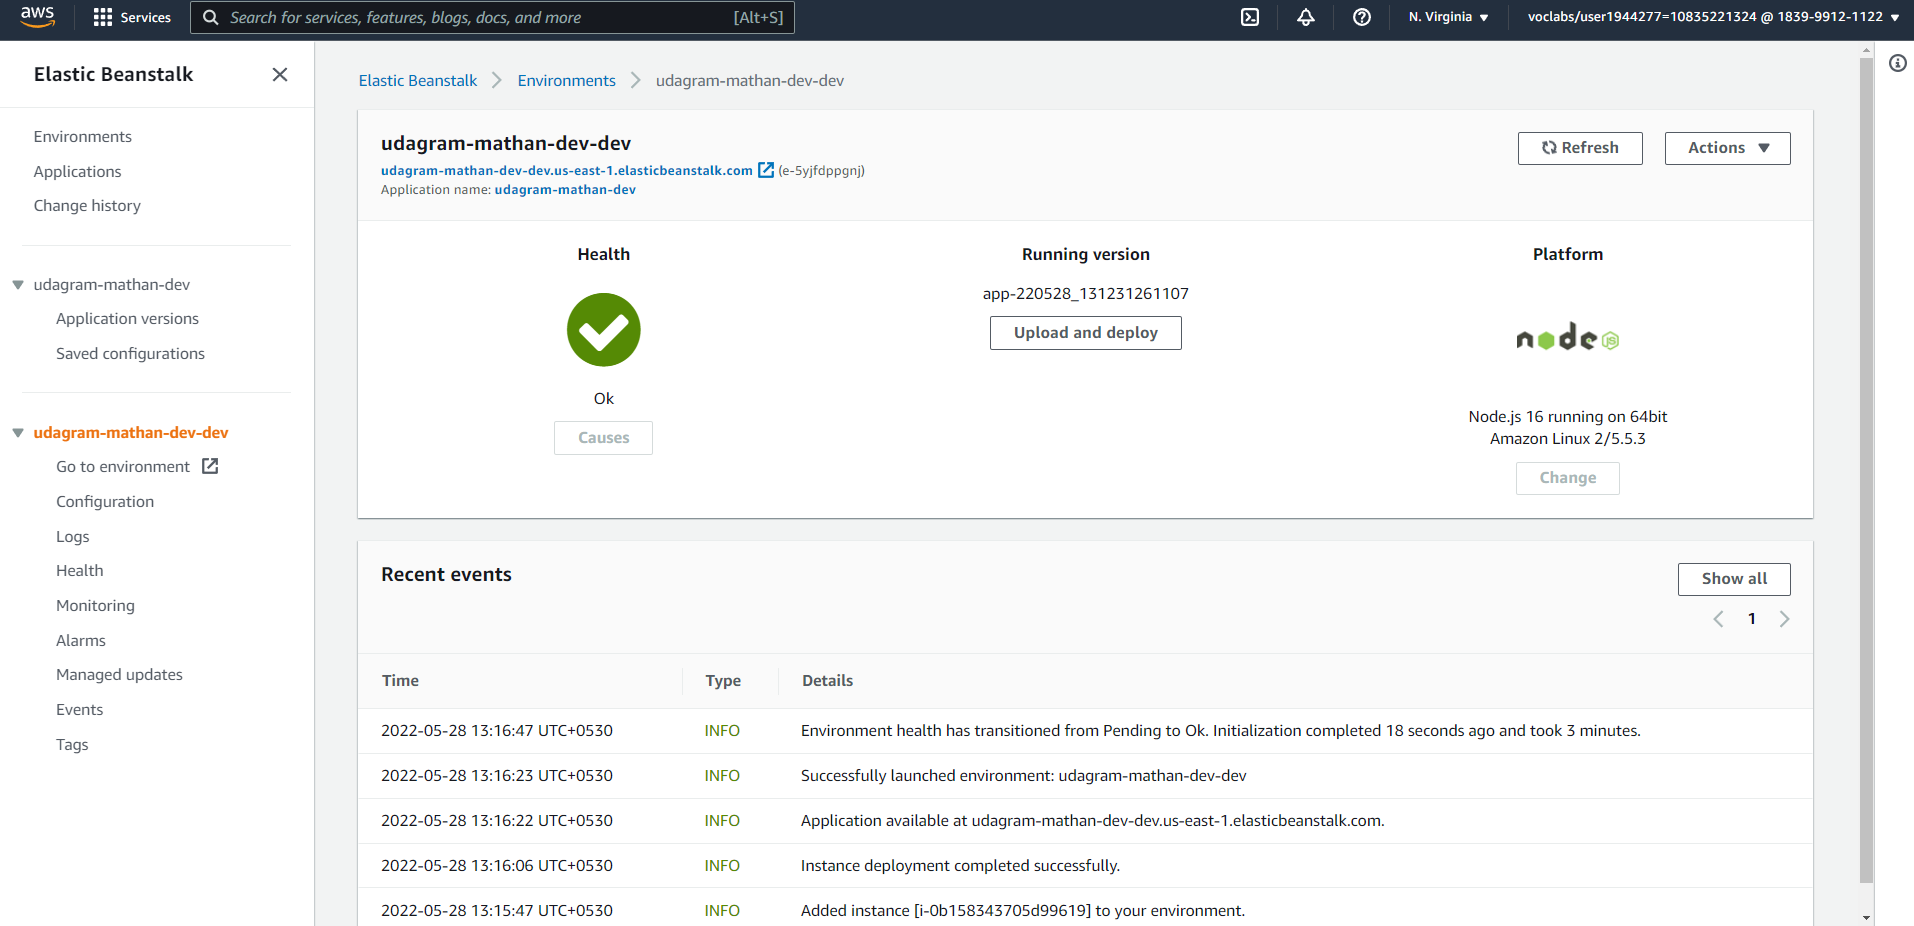 aws
Services
Search for services, features, blogs, docs, and more [Alt+S]
N. Virginia
voclabs/user1944277=10835221324 @ 1839-9912-1122
Elastic Beanstalk
Environments
Applications
Change history
udagram-mathan-dev
Application versions
Saved configurations
udagram-mathan-dev-dev
Go to environment
Configuration
Logs
Health
Monitoring
Alarms
Managed updates
Events
Tags
Elastic Beanstalk Environments udagram-mathan-dev-dev
udagram-mathan-dev-dev
udagram-mathan-dev-dev.us-east-1.elasticbeanstalk.com (e-5yjfdppgnj)
Application name: udagram-mathan-dev
Refresh
Actions
Health
Ok
Causes
Running version
app-220528_131231261107
Upload and deploy
Platform
node JS
Node.js 16 running on 64bit
Amazon Linux 2/5.5.3
Change
Recent events
Show all
1
Time Type Details
2022-05-28 13:16:47 UTC+0530 INFO Environment health has transitioned from Pending to Ok. Initialization completed 18 seconds ago and took 3 minutes.
2022-05-28 13:16:23 UTC+0530 INFO Successfully launched environment: udagram-mathan-dev-dev
2022-05-28 13:16:22 UTC+0530 INFO Application available at udagram-mathan-dev-dev.us-east-1.elasticbeanstalk.com.
2022-05-28 13:16:06 UTC+0530 INFO Instance deployment completed successfully.
2022-05-28 13:15:47 UTC+0530 INFO Added instance [i-0b158343705d99619] to your environment.